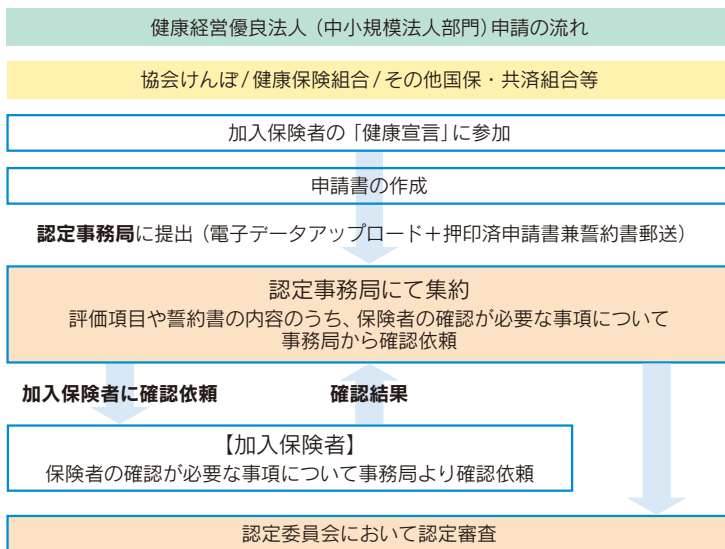 健康経営優良法人（中小規模法人部門）申請の流れ
協会けんぽ/健康保険組合/その他国保・共済組合等
加入保険者の「健康宣言」に参加
申請書の作成
認定事務局に提出（電子データアップロード＋押印済申請書兼誓約書郵送）
認定事務局にて集約
評価項目や誓約書の内容のうち、保険者の確認が必要な事項について
事務局から確認依頼
加入保険者に確認依頼
確認結果
【加入保険者】
保険者の確認が必要な事項について事務局より確認依頼
認定委員会において認定審査